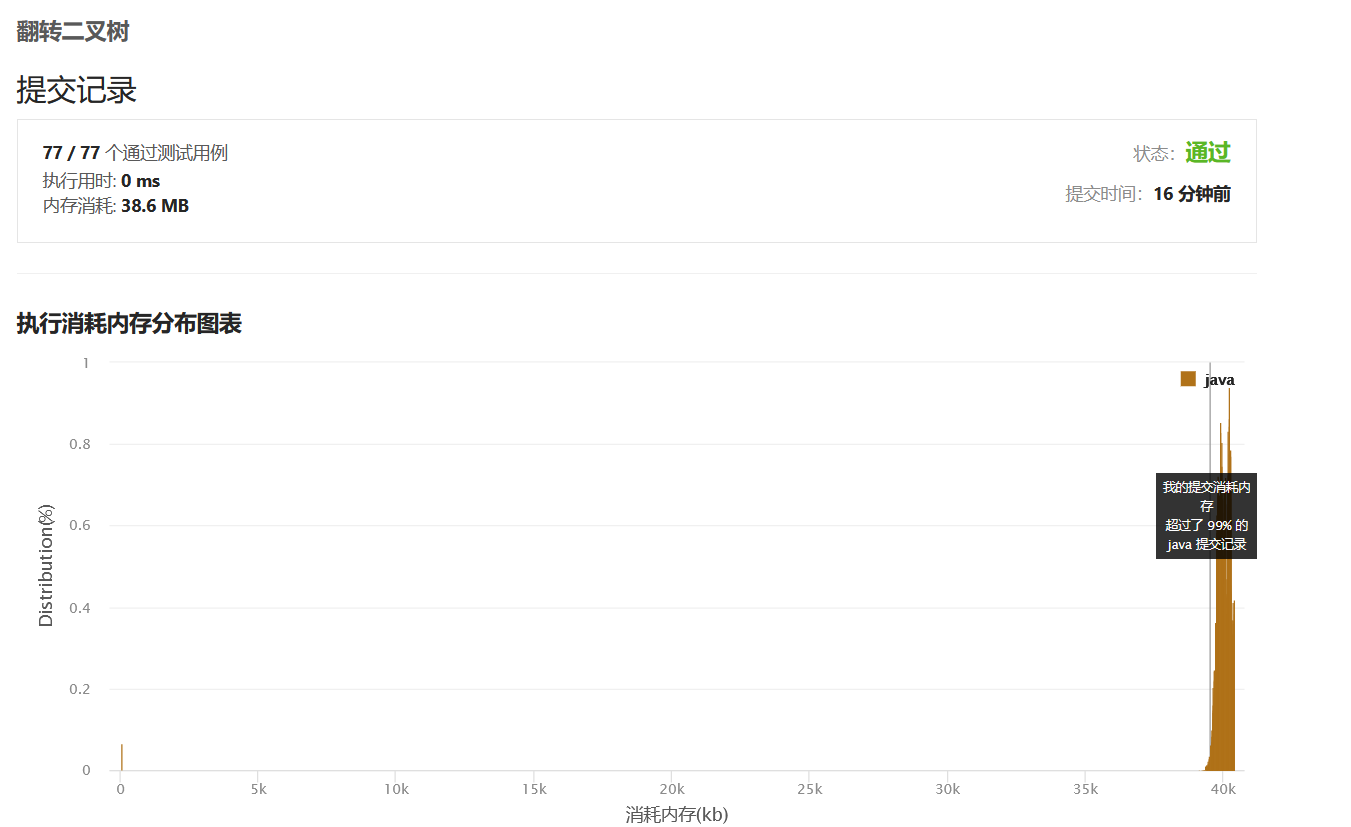 翻转二叉树
提交记录
77 / 77 个通过测试用例
状态：通过
执行用时: 0 ms
提交时间：16 分钟前
内存消耗: 38.6 MB
执行消耗内存分布图表
1
java
0.8
我的提交消耗内
存
超过了 99% 的
java 提交记录
0.6
Distribution(%)
0.4
0.2
0
0 5k 10k 15k 20k 25k 30k 35k 40k
消耗内存(kb)